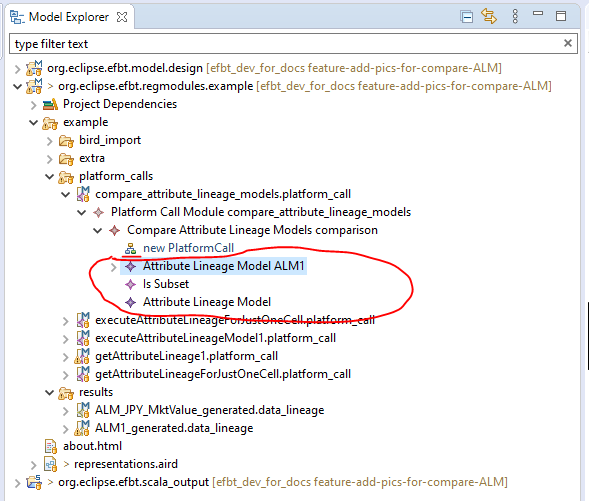 Model Explorer
type filter text
org.eclipse.efbt.model.design [efbt_dev_for_docs feature-add-pics-for-compare-ALM]
> org.eclipse.efbt.regmodules.example [efbt_dev_for_docs feature-add-pics-for-compare-ALM]
Project Dependencies
example
bird_import
extra
platform_calls
compare_attribute_lineage_models.platform_call
Platform Call Module compare_attribute_lineage_models
Compare Attribute Lineage Models comparison
new PlatformCall
Attribute Lineage Model ALM1
Is Subset
Attribute Lineage Model
executeAttributeLineageForJustOneCell.platform_call
executeAttributeLineageModel1.platform_call
getAttributeLineage1.platform_call
getAttributeLineageForJustOneCell.platform_call
results
ALM_JPY_MktValue_generated.data_lineage
ALM1_generated.data_lineage
about.html
> representations.aird
> org.eclipse.efbt.scala_output [efbt_dev_for_docs feature-add-pics-for-compare-ALM]